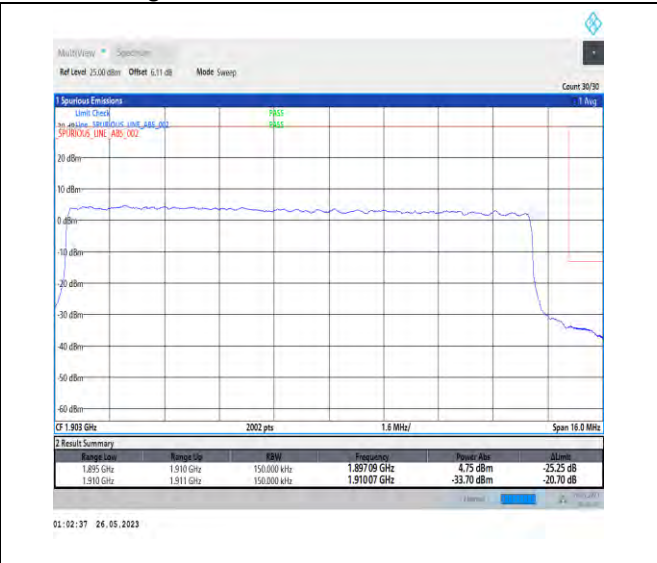 MultiView Spectrum
Ref Level 25.00 dBm Offset 6.11 dB Mode Sweep
Count 30/30
1 Spurious Emissions 1 Avg
Limit Check PASS
Line SPURIOUS_LINE_ABS_002 PASS
SPURIOUS_LINE_ABS_002
20 dBm
10 dBm
0 dBm
-10 dBm
-20 dBm
-30 dBm
-40 dBm
-50 dBm
-60 dBm
CF 1.903 GHz 2002 pts 1.6 MHz/ Span 16.0 MHz
2 Result Summary
Range Low Range Up RBW Frequency Power Abs ΔLimit
1.895 GHz 1.910 GHz 150.000 kHz 1.89709 GHz 4.75 dBm -25.25 dB
1.910 GHz 1.911 GHz 150.000 kHz 1.91007 GHz -33.70 dBm -20.70 dB
01:02:37 26.05.2023